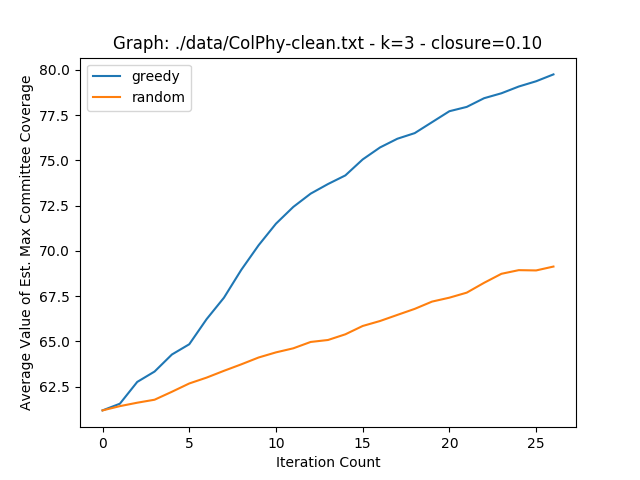 Graph: ./data/ColPhy-clean.txt - k=3 - closure=0.10
greedy
random
Average Value of Est. Max Committee Coverage
80.0
77.5
75.0
72.5
70.0
67.5
65.0
62.5
0 5 10 15 20 25
Iteration Count